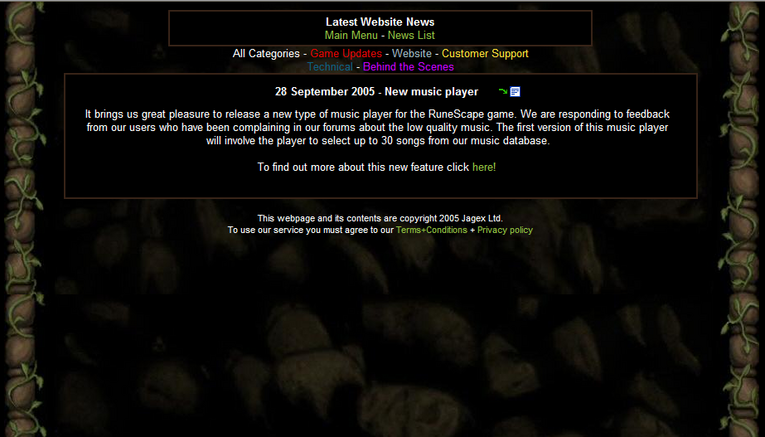 Latest Website News
Main Menu - News List
All Categories - Game Updates - Website - Customer Support
Technical - Behind the Scenes
28 September 2005 - New music player
It brings us great pleasure to release a new type of music player for the RuneScape game. We are responding to feedback
from our users who have been complaining in our forums about the low quality music. The first version of this music player
will involve the player to select up to 30 songs from our music database.
To find out more about this new feature click here!
This webpage and its contents are copyright 2005 Jagex Ltd.
To use our service you must agree to our Terms+Conditions + Privacy policy